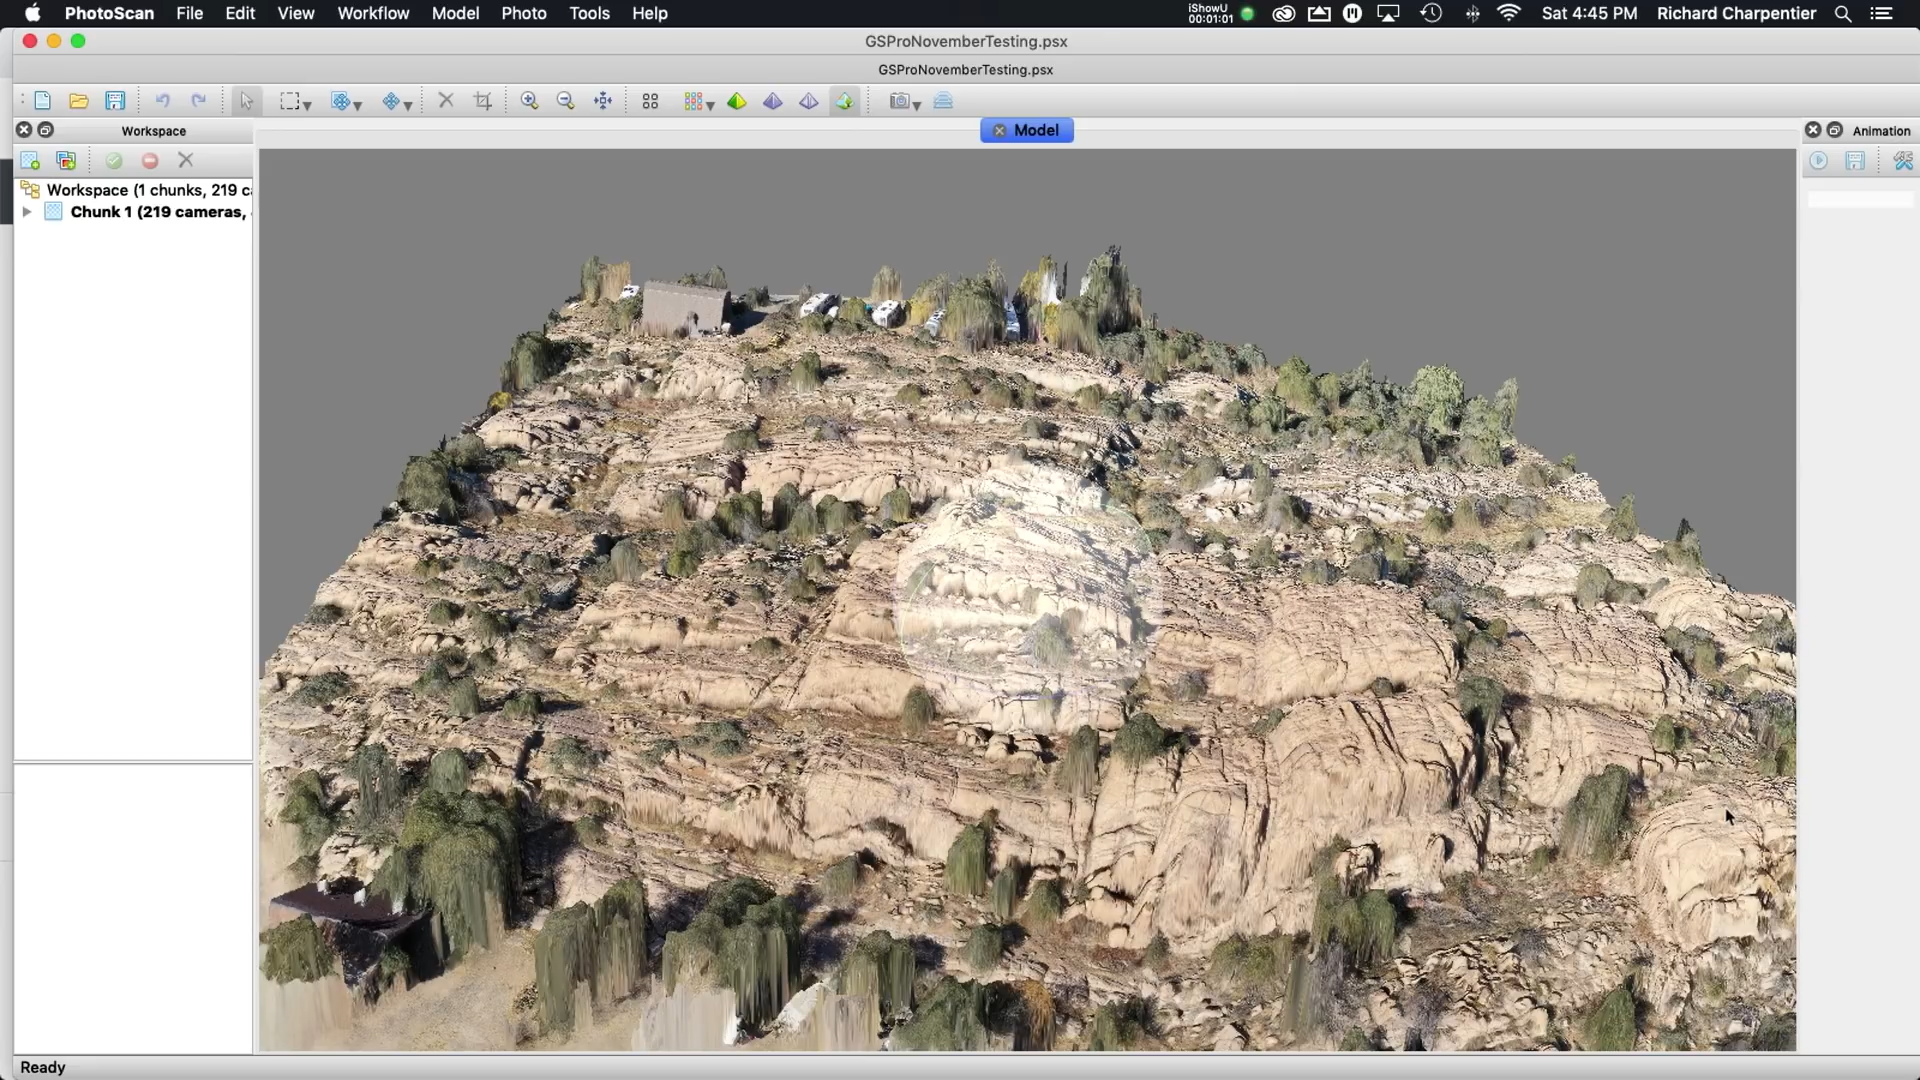 PhotoScan File Edit View Workflow Model Photo Tools Help iShowU 00:01:01 Sat 4:45 PM Richard Charpentier
GSProNovemberTesting.psx
GSProNovemberTesting.psx
Workspace Model Animation
Workspace (1 chunks, 219 c
Chunk 1 (219 cameras,
Ready